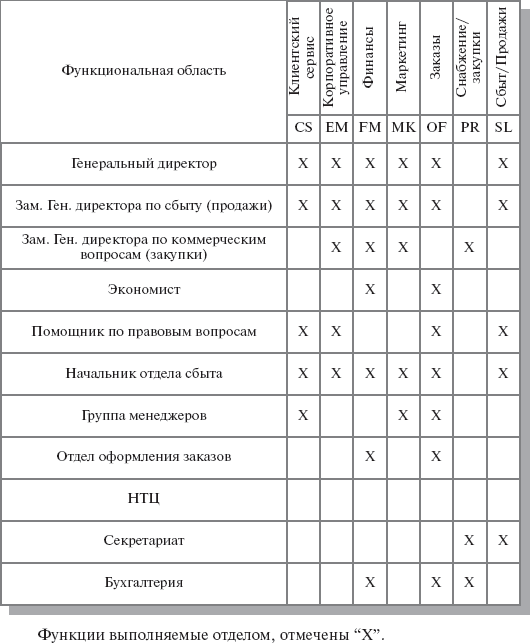 Функциональная область
Клиентский сервис
Корпоративное управление
Финансы
Маркетинг
Заказы
Снабжение/закупки
Сбыт/Продажи
CS EM FM MK OF PR SL
Генеральный директор X X X X X X
Зам. Ген. директора по сбыту (продажи) X X X X X X
Зам. Ген. директора по коммерческим
вопросам (закупки) X X X X
Экономист X X
Помощник по правовым вопросам X X X X
Начальник отдела сбыта X X X X X X
Группа менеджеров X X X
Отдел оформления заказов X X
НТЦ
Секретариат X X
Бухгалтерия X X X
Функции выполняемые отделом, отмечены “X”.